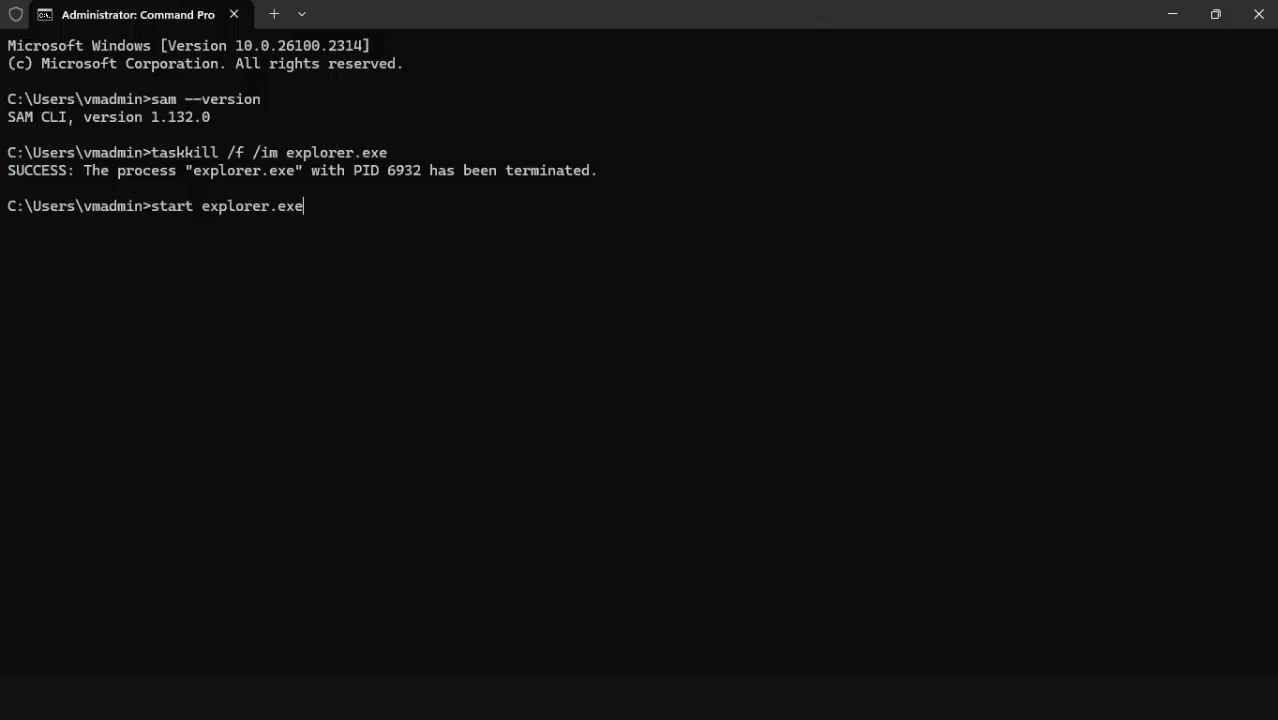 Administrator: Command Pro
Microsoft Windows [Version 10.0.26100.2314]
(c) Microsoft Corporation. All rights reserved.
C:\Users\vmadmin>sam --version
SAM CLI, version 1.132.0
C:\Users\vmadmin>taskkill /f /im explorer.exe
SUCCESS: The process "explorer.exe" with PID 6932 has been terminated.
C:\Users\vmadmin>start explorer.exe